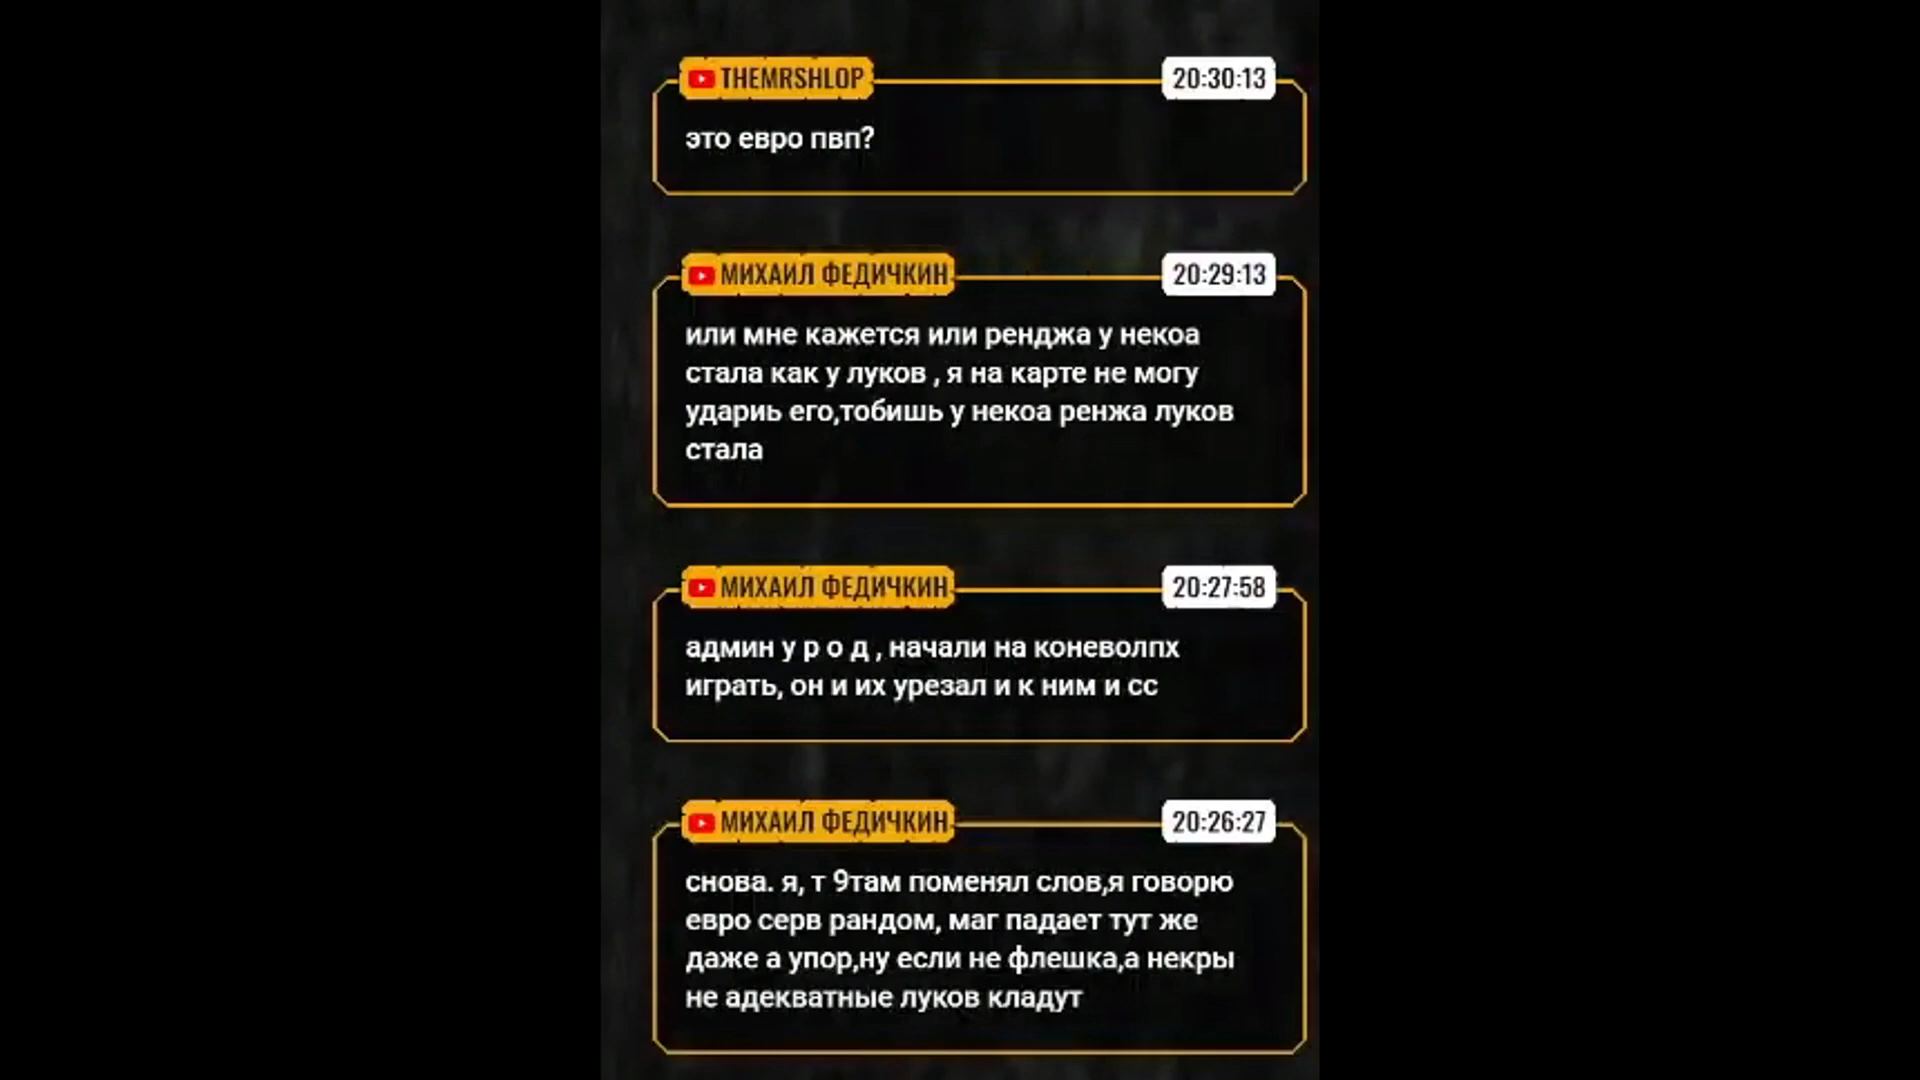 THEMRSHLOP 20:30:13
это евро пвп?
МИХАИЛ ФЕДИЧКИН 20:29:13
или мне кажется или ренджа у некоа
стала как у луков , я на карте не могу
удариь его,тобишь у некоа ренжа луков
стала
МИХАИЛ ФЕДИЧКИН 20:27:58
админ у р о д , начали на коневолпх
играть, он и их урезал и к ним и сс
МИХАИЛ ФЕДИЧКИН 20:26:27
снова. я, т 9там поменял слов,я говорю
евро серв рандом, маг падает тут же
даже а упор,ну если не флешка,а некры
не адекватные луков кладут